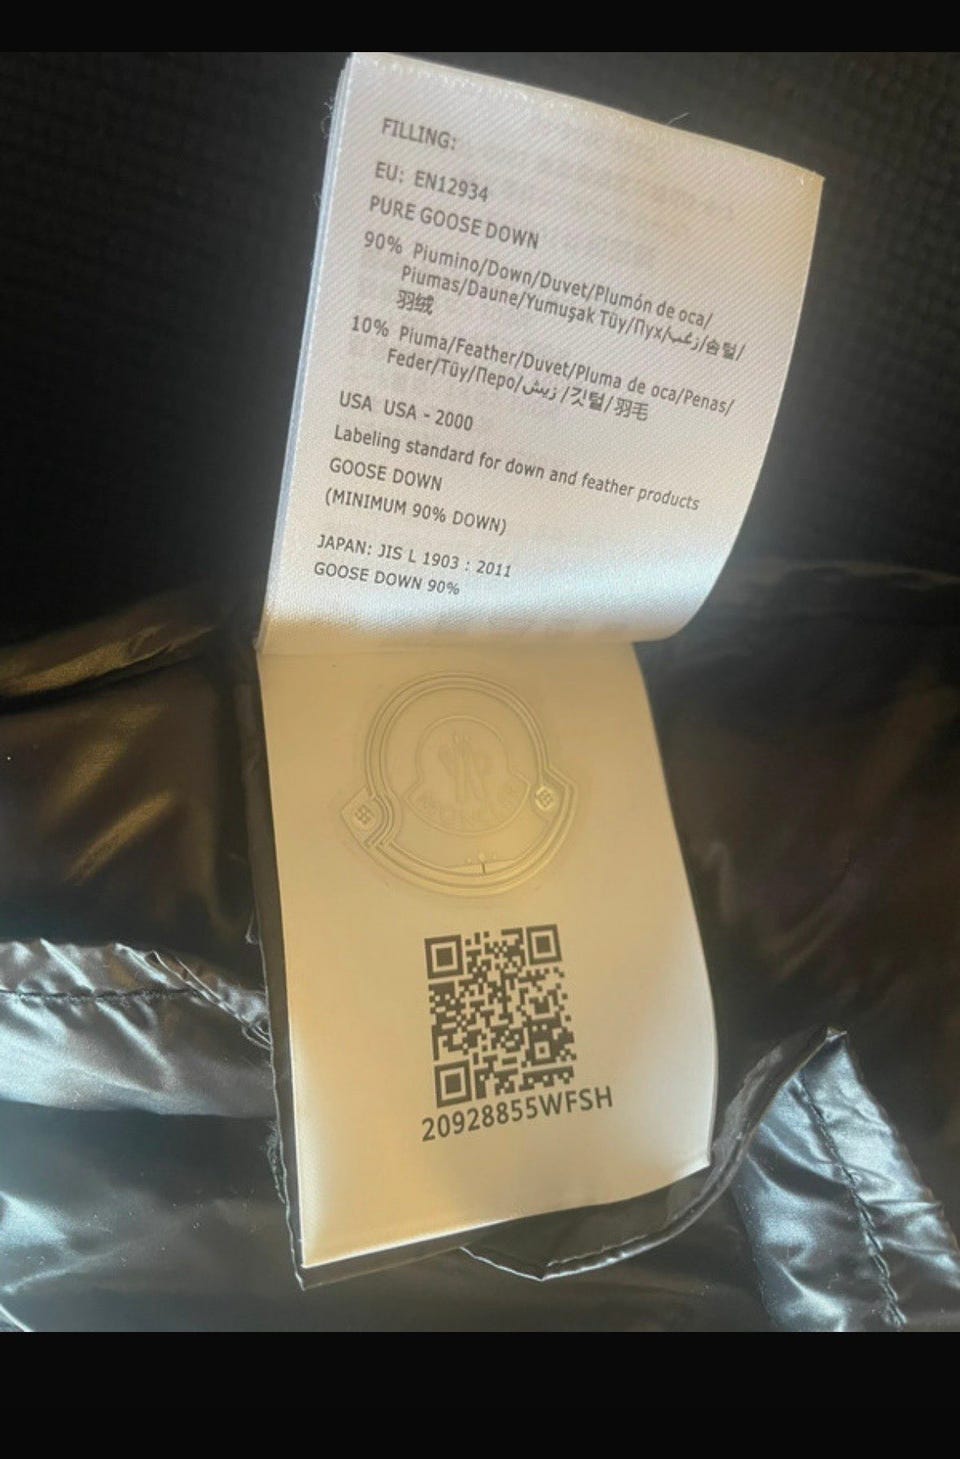 FILLING:
EU: EN12934
PURE GOOSE DOWN
90% Piumino/Down/Duvet/Plumón de oca/
Piumas/Daune/Yumuşak Tüy/Пух/زغب/솜털/
羽绒
10% Piuma/Feather/Duvet/Pluma de oca/Penas/
Feder/Tüy/Перо/ريش/깃털/羽毛
USA USA - 2000
Labeling standard for down and feather products
GOOSE DOWN
(MINIMUM 90% DOWN)
JAPAN: JIS L 1903 : 2011
GOOSE DOWN 90%
MONCLER
20928855WFSH